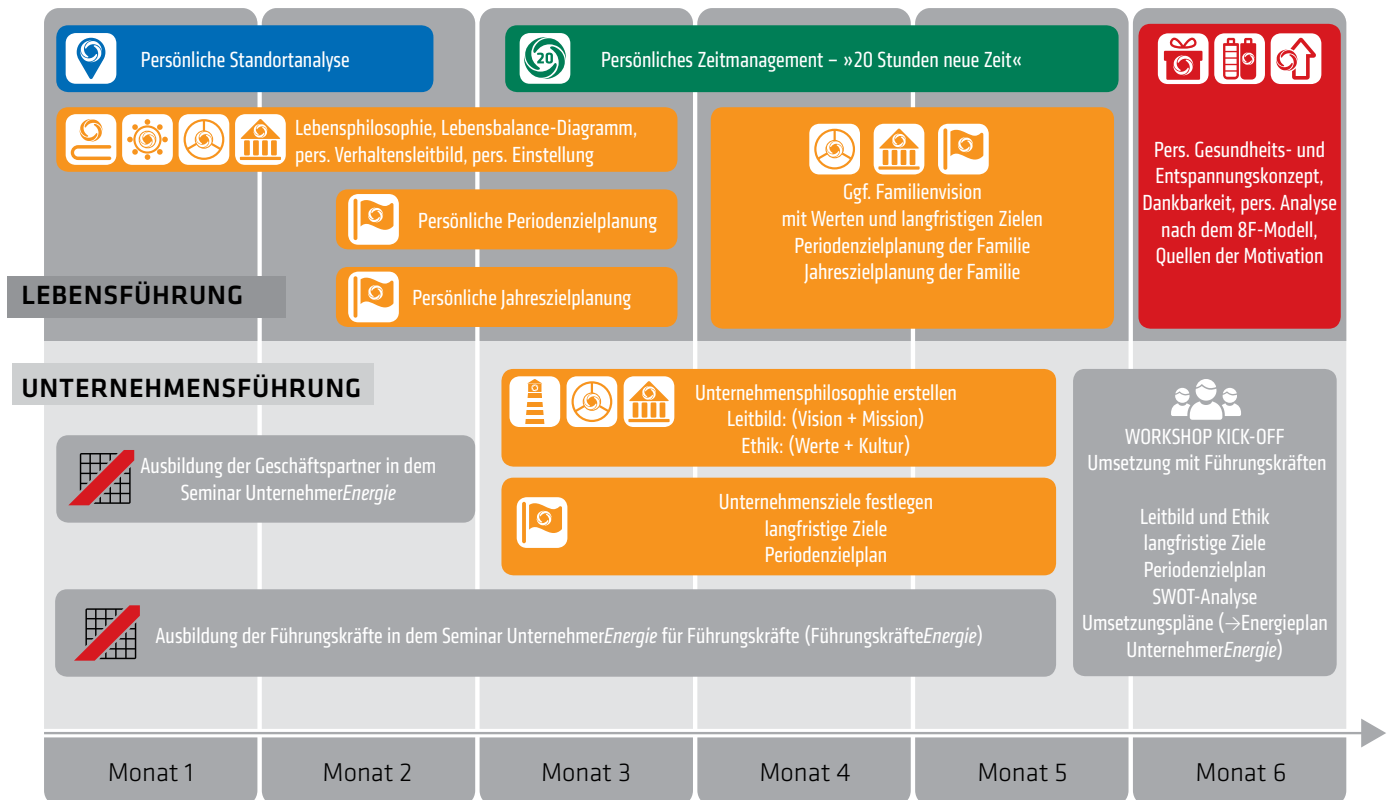 Persönliche Standortanalyse
20
Persönliches Zeitmanagement – »20 Stunden neue Zeit«
Lebensphilosophie, Lebensbalance-Diagramm,
pers. Verhaltensleitbild, pers. Einstellung
Persönliche Periodenzielplanung
Persönliche Jahreszielplanung
Ggf. Familienvision
mit Werten und langfristigen Zielen
Periodenzielplanung der Familie
Jahreszielplanung der Familie
Pers. Gesundheits- und
Entspannungskonzept,
Dankbarkeit, pers. Analyse
nach dem 8F-Modell,
Quellen der Motivation
LEBENSFÜHRUNG
UNTERNEHMENSFÜHRUNG
Unternehmensphilosophie erstellen
Leitbild: (Vision + Mission)
Ethik: (Werte + Kultur)
Ausbildung der Geschäftspartner in dem
Seminar UnternehmerEnergie
Unternehmensziele festlegen
langfristige Ziele
Periodenzielplan
Ausbildung der Führungskräfte in dem Seminar UnternehmerEnergie für Führungskräfte (FührungskräfteEnergie)
WORKSHOP KICK-OFF
Umsetzung mit Führungskräften
Leitbild und Ethik
langfristige Ziele
Periodenzielplan
SWOT-Analyse
Umsetzungspläne (→Energieplan
UnternehmerEnergie)
Monat 1
Monat 2
Monat 3
Monat 4
Monat 5
Monat 6